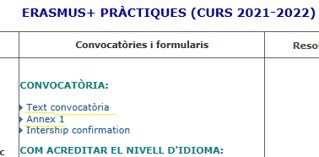 ERASMUS+ PRÀCTIQUES (CURS 2021-2022)
Convocatòries i formularis
CONVOCATÒRIA:
Text convocatòria
Annex 1
Intership confirmation
COM ACREDITAR EL NIVELL D'IDIOMA: